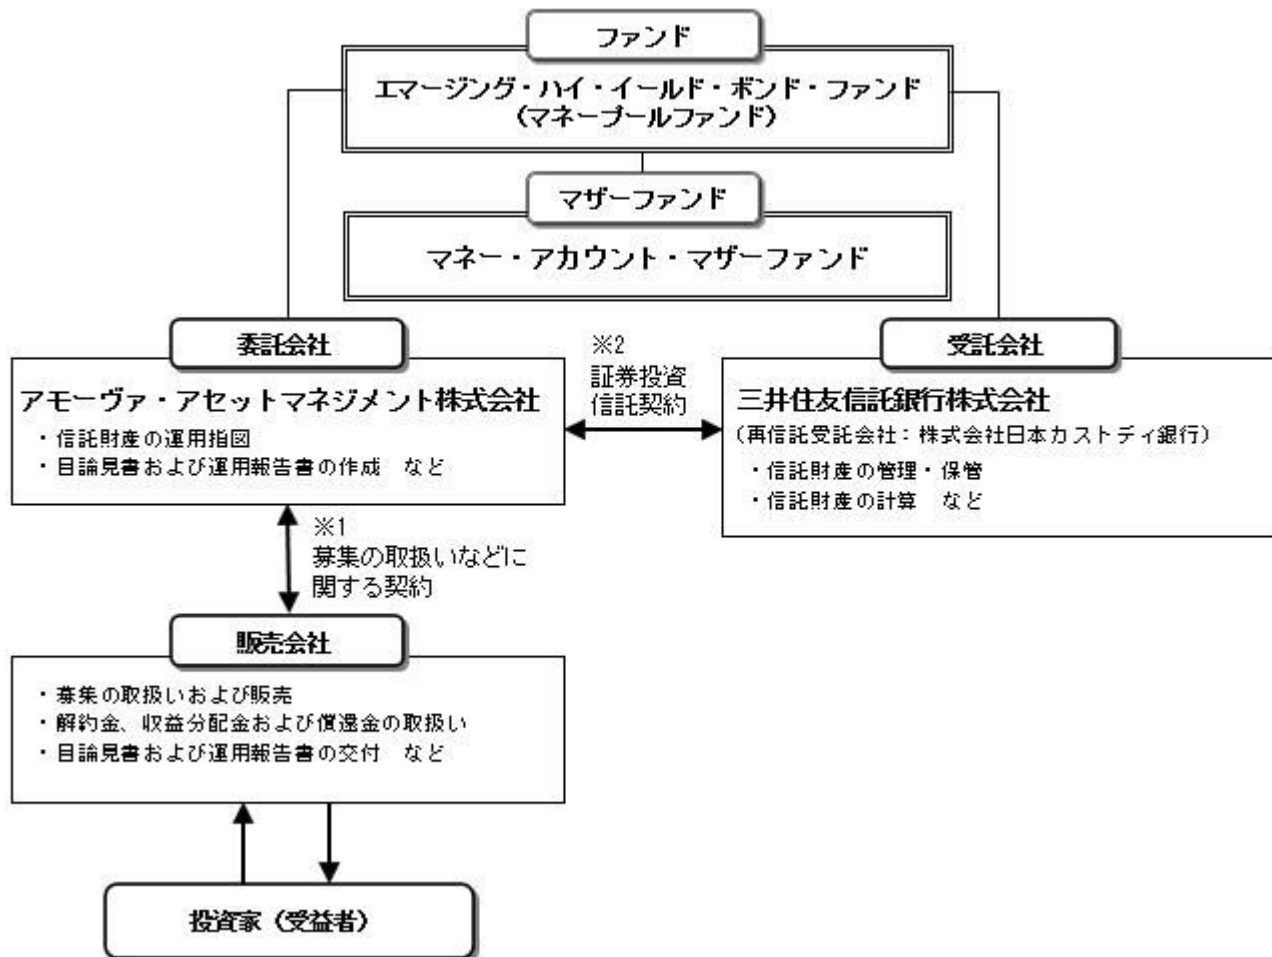 ファンド
エマージング・ハイ・イールド・ボンド・ファンド
（マネープールファンド）
マザーファンド
マネー・アカウント・マザーファンド
委託会社
アモーヴァ・アセットマネジメント株式会社
・信託財産の運用指図
・目論見書および運用報告書の作成　など
※2
証券投資
信託契約
受託会社
三井住友信託銀行株式会社
（再信託受託会社：株式会社日本カストディ銀行）
・信託財産の管理・保管
・信託財産の計算　など
※1
募集の取扱いなどに
関する契約
販売会社
・募集の取扱いおよび販売
・解約金、収益分配金および償還金の取扱い
・目論見書および運用報告書の交付　など
投資家（受益者）